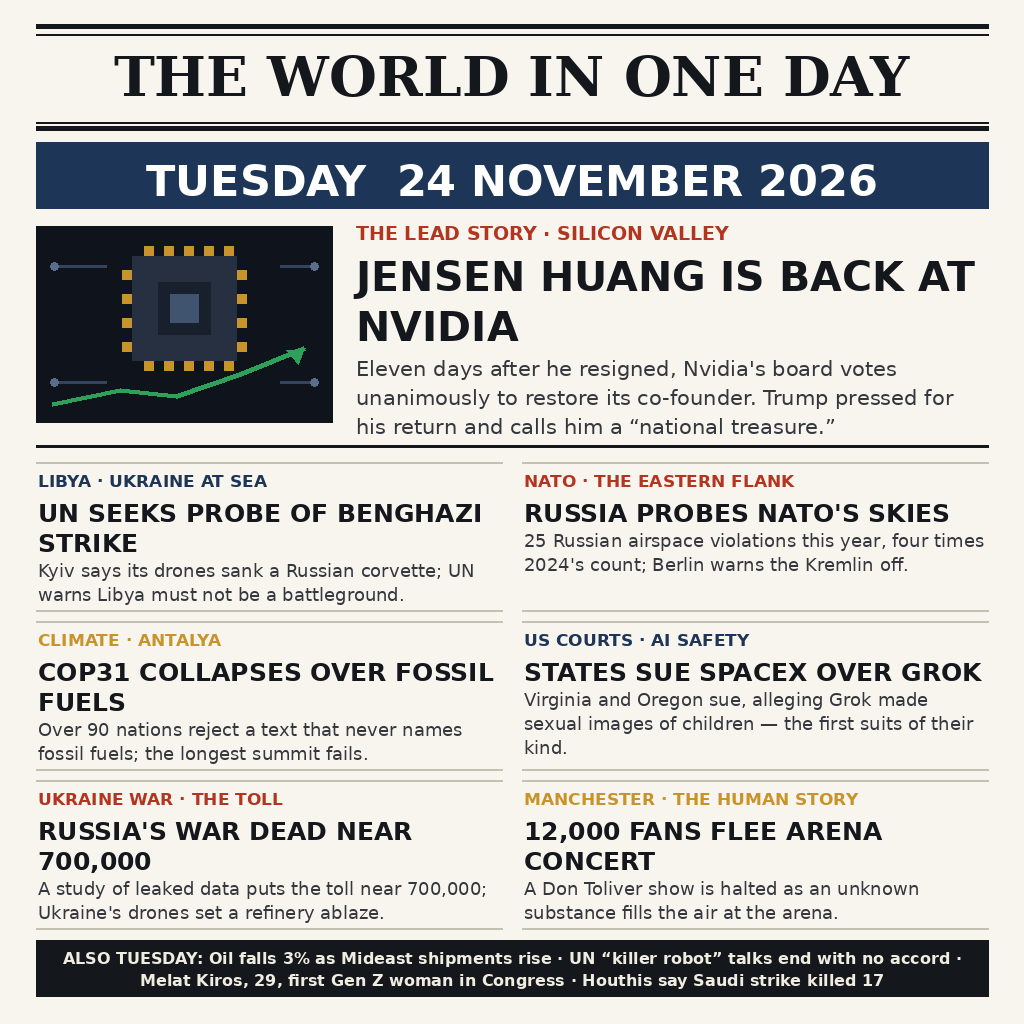 THE WORLD IN ONE DAY
TUESDAY  24 NOVEMBER 2026
THE LEAD STORY · SILICON VALLEY
JENSEN HUANG IS BACK AT
NVIDIA
Eleven days after he resigned, Nvidia's board votes
unanimously to restore its co-founder. Trump pressed for
his return and calls him a “national treasure.”
LIBYA · UKRAINE AT SEA
UN SEEKS PROBE OF BENGHAZI
STRIKE
Kyiv says its drones sank a Russian corvette; UN
warns Libya must not be a battleground.
NATO · THE EASTERN FLANK
RUSSIA PROBES NATO'S SKIES
25 Russian airspace violations this year, four times
2024's count; Berlin warns the Kremlin off.
CLIMATE · ANTALYA
COP31 COLLAPSES OVER FOSSIL
FUELS
Over 90 nations reject a text that never names
fossil fuels; the longest summit fails.
US COURTS · AI SAFETY
STATES SUE SPACEX OVER GROK
Virginia and Oregon sue, alleging Grok made
sexual images of children — the first suits of their
kind.
UKRAINE WAR · THE TOLL
RUSSIA'S WAR DEAD NEAR
700,000
A study of leaked data puts the toll near 700,000;
Ukraine's drones set a refinery ablaze.
MANCHESTER · THE HUMAN STORY
12,000 FANS FLEE ARENA
CONCERT
A Don Toliver show is halted as an unknown
substance fills the air at the arena.
ALSO TUESDAY: Oil falls 3% as Mideast shipments rise · UN “killer robot” talks end with no accord ·
Melat Kiros, 29, first Gen Z woman in Congress · Houthis say Saudi strike killed 17